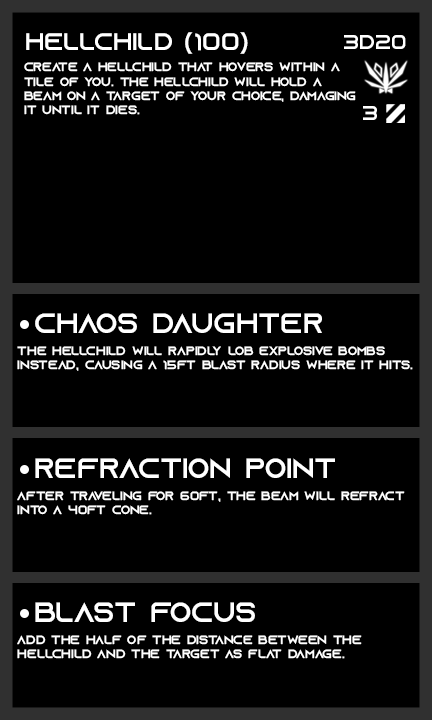 HELLCHILD (100) 3D20
CREATE A HELLCHILD THAT HOVERS WITHIN A
TILE OF YOU. THE HELLCHILD WILL HOLD A
BEAM ON A TARGET OF YOUR CHOICE, DAMAGING
IT UNTIL IT DIES.
3
•CHAOS DAUGHTER
THE HELLCHILD WILL RAPIDLY LOB EXPLOSIVE BOMBS
INSTEAD, CAUSING A 15FT BLAST RADIUS WHERE IT HITS.
•REFRACTION POINT
AFTER TRAVELING FOR 60FT, THE BEAM WILL REFRACT
INTO A 40FT CONE.
•BLAST FOCUS
ADD THE HALF OF THE DISTANCE BETWEEN THE
HELLCHILD AND THE TARGET AS FLAT DAMAGE.